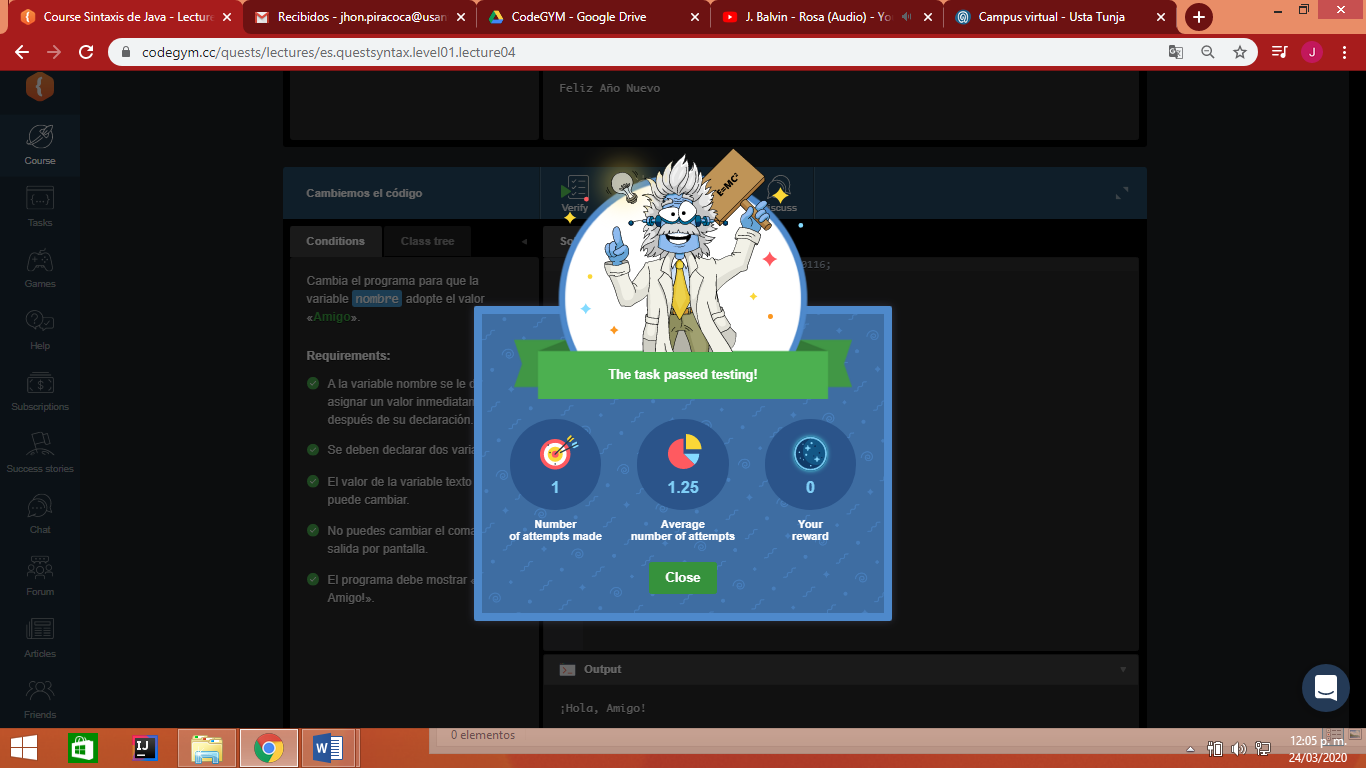 Course Sintaxis de Java - Lecture
Recibidos - jhon.piracoca@usan
CodeGYM - Google Drive
J. Balvin - Rosa (Audio) - Yo
Campus virtual - Usta Tunja
codegym.cc/quests/lectures/es.questsyntax.level01.lecture04
J
Feliz Año Nuevo
Course
Tasks
Games
Help
Subscriptions
Success stories
Chat
Forum
Articles
Friends
Cambiemos el código
Verify
scuss
Conditions
Class tree
So
0116;
Cambia el programa para que la
variable nombre adopte el valor
«Amigo».
Requirements:
A la variable nombre se le d
asignar un valor inmediatan
después de su declaración.
Se deben declarar dos varia
El valor de la variable texto
puede cambiar.
No puedes cambiar el coma
salida por pantalla.
El programa debe mostrar «
Amigo!».
E=MC²
The task passed testing!
1
Number
of attempts made
1.25
Average
number of attempts
0
Your
reward
Close
Output
¡Hola, Amigo!
0 elementos
IJ
W
12:05 p. m.
24/03/2020